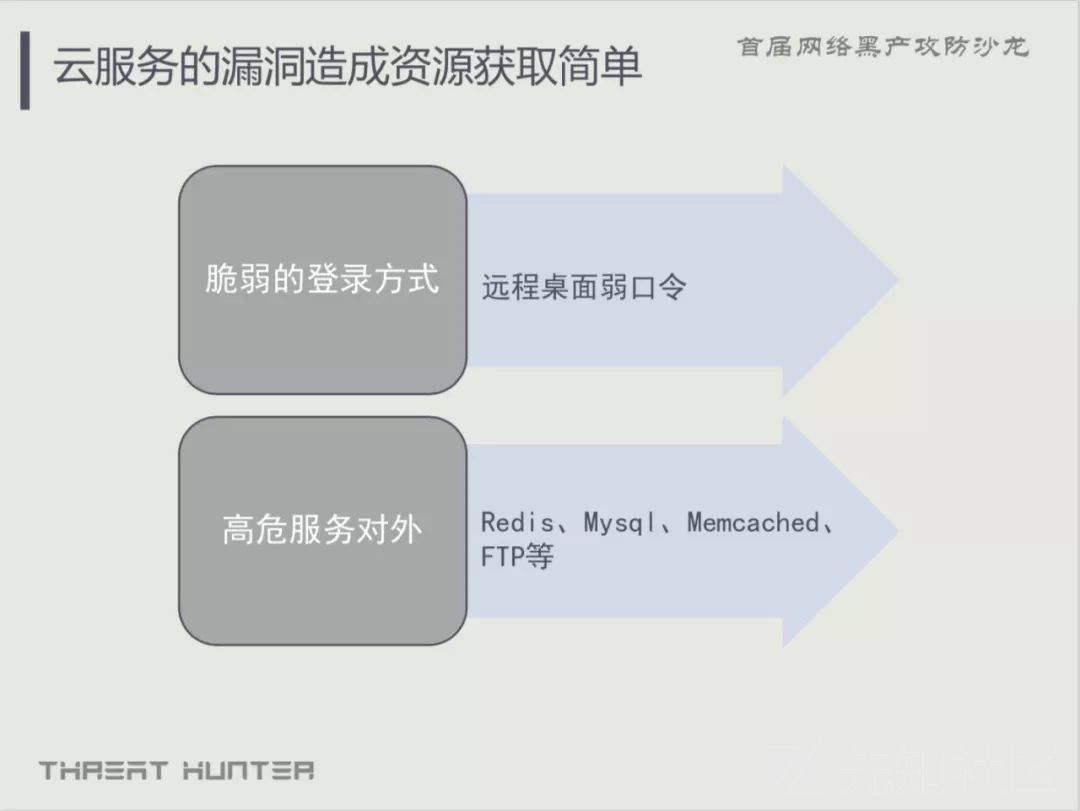 云服务的漏洞造成资源获取简单
首届网络黑产攻防沙龙
脆弱的登录方式
远程桌面弱口令
高危服务对外
Redis、Mysql、Memcached、
FTP等
THREAT HUNTER
先知社区